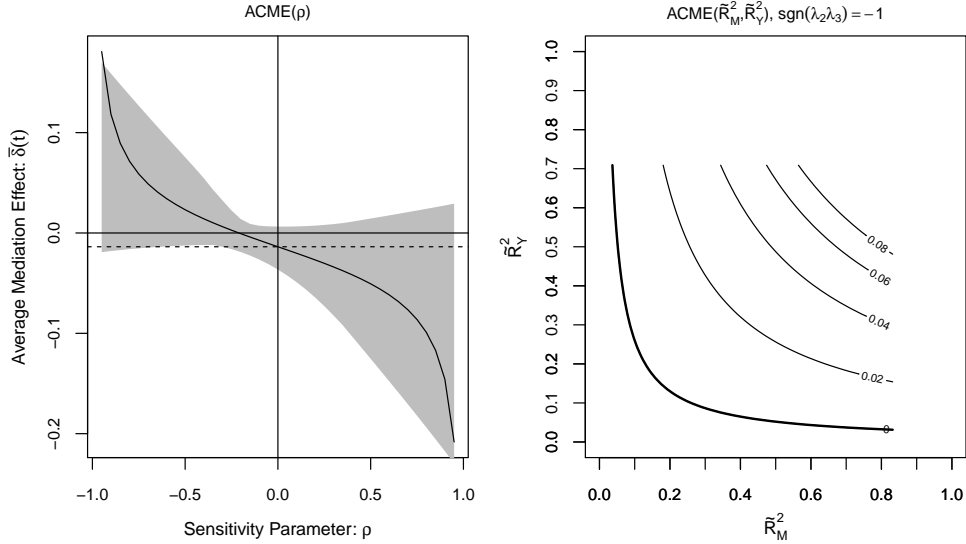 ACME(ρ)
Average Mediation Effect: δ̄(t)
0.1
0.0
−0.1
−0.2
−1.0 −0.5 0.0 0.5 1.0
Sensitivity Parameter: ρ
ACME(R̃²_M,R̃²_Y), sgn(λ₂λ₃) = −1
R̃²_Y
1.0
0.9
0.8
0.7
0.6
0.5
0.4
0.3
0.2
0.1
0.0
0.08
0.06
0.04
0.02
0
0.0 0.2 0.4 0.6 0.8 1.0
R̃²_M